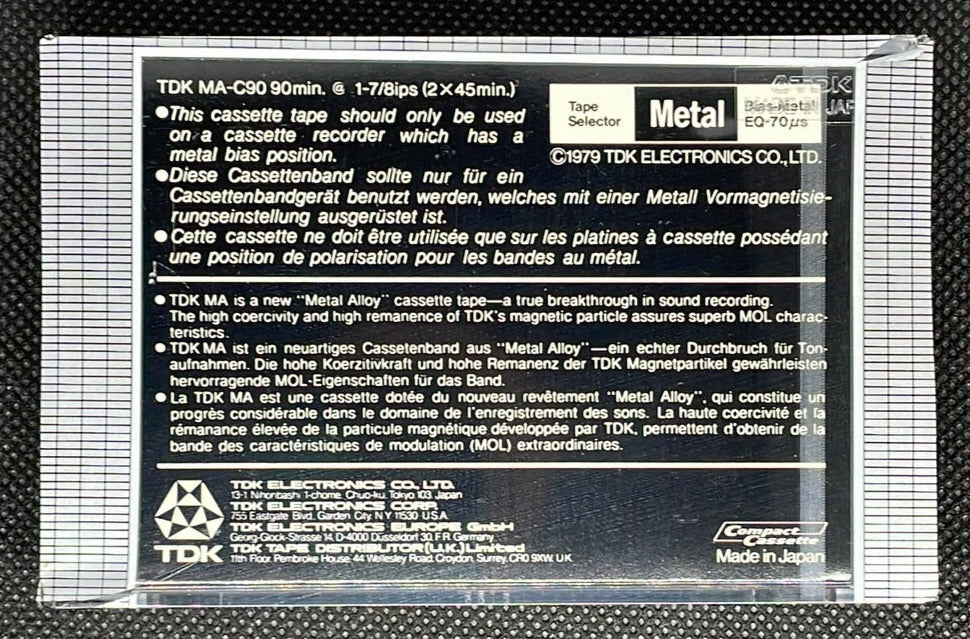 TDK MA-C90 90min. @ 1-7/8ips (2×45min.)
●This cassette tape should only be used
on a cassette recorder which has a
metal bias position.
●Diese Cassettenband sollte nur für ein
Cassettenbandgerät benutzt werden, welches mit einer Metall Vormagnetisie-
rungseinstellung ausgerüstet ist.
●Cette cassette ne doit être utilisée que sur les platines à cassette possédant
une position de polarisation pour les bandes au métal.
Tape
Selector
Metal
Bias-Metal
EQ-70µs
TDK
©1979 TDK ELECTRONICS CO., LTD.
● TDK MA is a new "Metal Alloy" cassette tape—a true breakthrough in sound recording.
The high coercivity and high remanence of TDK's magnetic particle assures superb MOL charac-
teristics.
● TDK MA ist ein neuartiges Cassetenband aus "Metal Alloy"—ein echter Durchbruch für Ton-
aufnahmen. Die hohe Koerzitivkraft und hohe Remanenz der TDK Magnetpartikel gewährleisten
hervorragende MOL-Eigenschaften für das Band.
● La TDK MA est une cassette dotée du nouveau revêtement "Metal Alloy", qui constitue un
progrès considérable dans le domaine de l'enregistrement des sons. La haute coercivité et la
rémanance élevée de la particule magnétique développée par TDK, permettent d'obtenir de la
bande des caractéristiques de modulation (MOL) extraordinaires.
TDK ELECTRONICS CO., LTD.
13-1 Nihonbashi 1-chome, Chuo-ku, Tokyo 103, Japan
TDK ELECTRONICS CORP.
755 Eastgate Blvd. Garden City, N.Y. 11530 U.S.A.
TDK ELECTRONICS EUROPE GmbH
Georg-Glock-Strasse 14, D-4000 Düsseldorf 30, F.R. Germany
TDK TAPE DISTRIBUTOR (U.K.) Limited
11th Floor Pembroke House, 44 Wellesley Road, Croydon, Surrey, CR0 9XW, U.K.
TDK
Compact
Cassette
Made in Japan